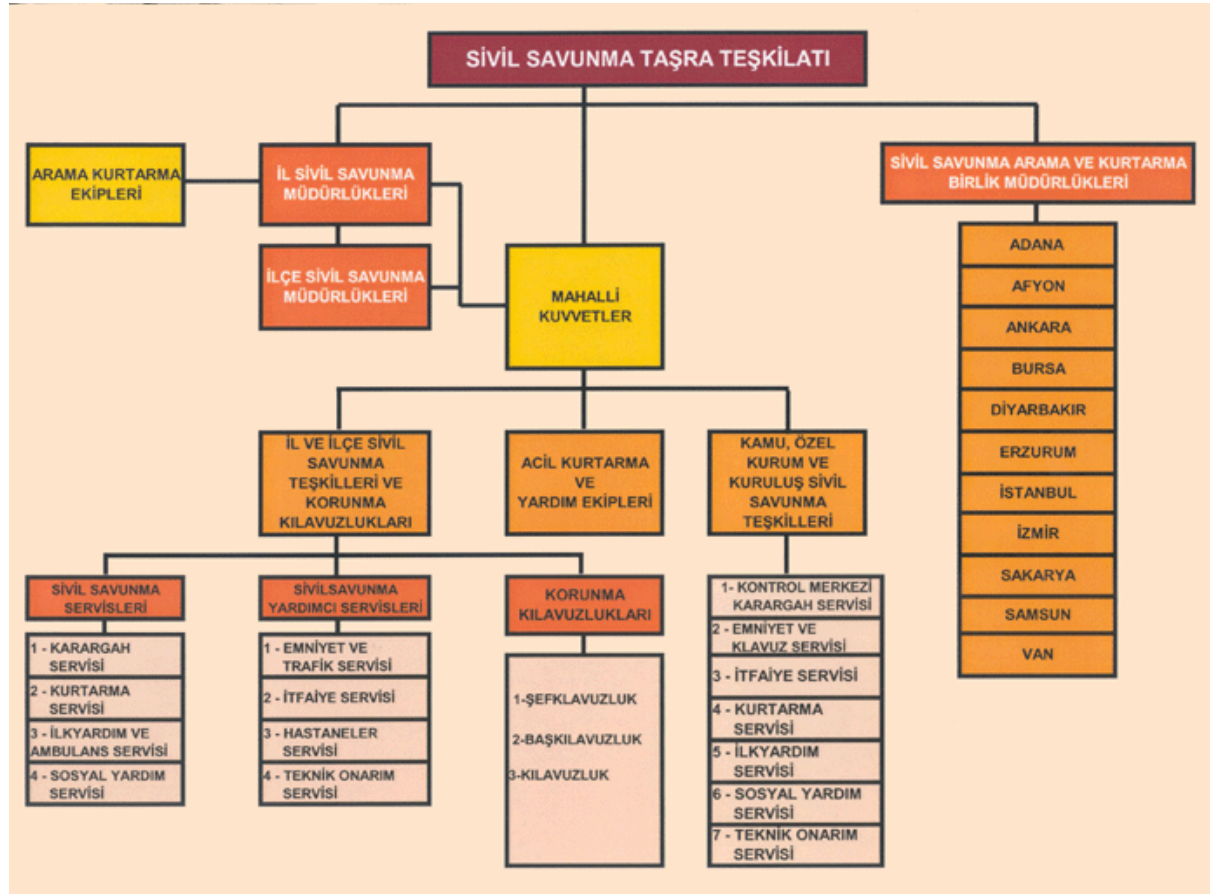 SİVİL SAVUNMA TAŞRA TEŞKİLATI
ARAMA KURTARMA
EKİPLERİ
İL SİVİL SAVUNMA
MÜDÜRLÜKLERİ
İLÇE SİVİL SAVUNMA
MÜDÜRLÜKLERİ
MAHALLİ
KUVVETLER
SİVİL SAVUNMA ARAMA VE KURTARMA
BİRLİK MÜDÜRLÜKLERİ
ADANA
AFYON
ANKARA
BURSA
DİYARBAKIR
ERZURUM
İSTANBUL
İZMİR
SAKARYA
SAMSUN
VAN
İL VE İLÇE SİVİL
SAVUNMA
TEŞKİLLERİ VE
KORUNMA
KILAVUZLUKLARI
ACİL KURTARMA
VE
YARDIM EKİPLERİ
KAMU, ÖZEL
KURUM VE
KURULUŞ SİVİL
SAVUNMA
TEŞKİLLERİ
SİVİL SAVUNMA
SERVİSLERİ
1 - KARARGAH
SERVİSİ
2 - KURTARMA
SERVİSİ
3 - İLKYARDIM VE
AMBULANS SERVİSİ
4 - SOSYAL YARDIM
SERVİSİ
SİVİLSAVUNMA
YARDIMCI SERVİSLERİ
1 - EMNİYET VE
TRAFİK SERVİSİ
2 - İTFAİYE SERVİSİ
3 - HASTANELER
SERVİSİ
4 - TEKNİK ONARIM
SERVİSİ
KORUNMA
KILAVUZLUKLARI
1-ŞEFKLAVUZLUK
2-BAŞKILAVUZLUK
3-KILAVUZLUK
1- KONTROL MERKEZİ
KARARGAH SERVİSİ
2 - EMNİYET VE
KLAVUZ SERVİSİ
3 - İTFAİYE SERVİSİ
4 - KURTARMA
SERVİSİ
5 - İLKYARDIM
SERVİSİ
6 - SOSYAL YARDIM
SERVİSİ
7 - TEKNİK ONARIM
SERVİSİ